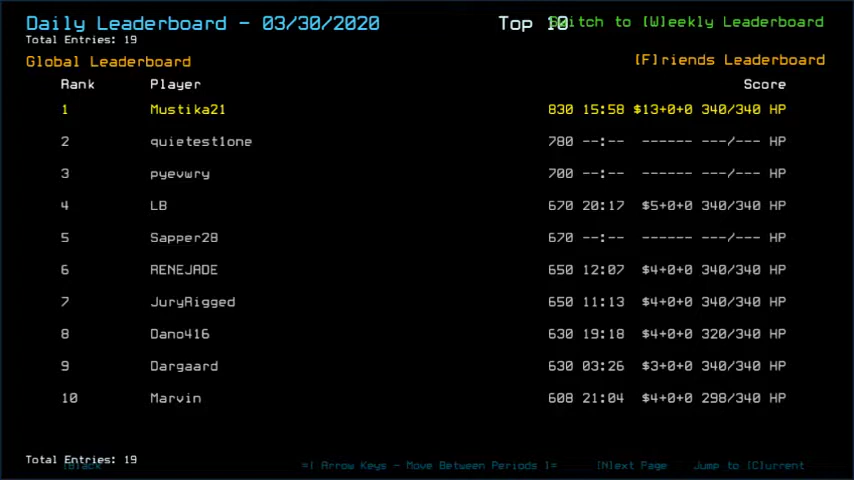 Daily Leaderboard - 03/30/2020 Top 10 Switch to [W]eekly Leaderboard
Total Entries: 19
Global Leaderboard [F]riends Leaderboard
Rank Player Score
1 Mustika21 830 15:58 $13+0+0 340/340 HP
2 quietest1one 780 --:-- ------ ---/--- HP
3 pyevwry 700 --:-- ------ ---/--- HP
4 LB 670 20:17 $5+0+0 340/340 HP
5 Sapper28 670 --:-- ------ ---/--- HP
6 RENEJADE 650 12:07 $4+0+0 340/340 HP
7 JuryRigged 650 11:13 $4+0+0 340/340 HP
8 Dano416 630 19:18 $4+0+0 320/340 HP
9 Dargaard 630 03:26 $3+0+0 340/340 HP
10 Marvin 608 21:04 $4+0+0 298/340 HP
Total Entries: 19
[B]ack =| Arrow Keys - Move Between Periods |= [N]ext Page Jump to [C]urrent